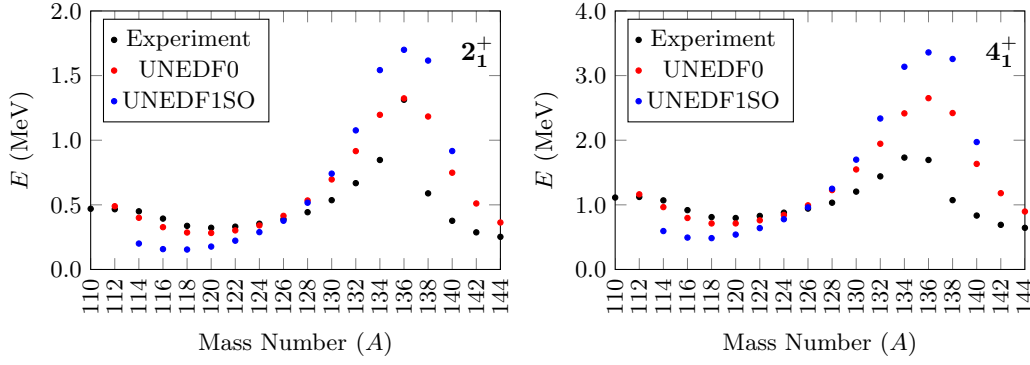 2.0
1.5
1.0
0.5
0.0
E (MeV)
Experiment
UNEDF0
UNEDF1SO
2₁⁺
110 112 114 116 118 120 122 124 126 128 130 132 134 136 138 140 142 144
Mass Number (A)
4.0
3.0
2.0
1.0
0.0
E (MeV)
Experiment
UNEDF0
UNEDF1SO
4₁⁺
110 112 114 116 118 120 122 124 126 128 130 132 134 136 138 140 142 144
Mass Number (A)